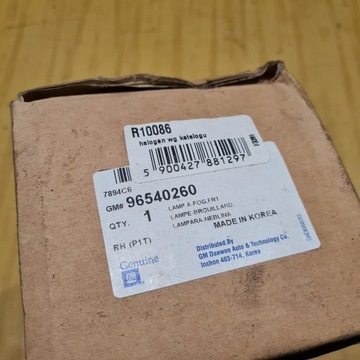 R10086
halogen wg katalogu
5 900427 881297
7894C6
GM# 96540260
LAMP A.FOG,FRT
QTY. 1
LAMPE.BROUILLARD.
LAMPARA-NEBLINA
MADE IN KOREA
RH (P1T)
Genuine
Distributed By
GM Daewoo Auto & Technology Co.
Inchon 403-714, Korea